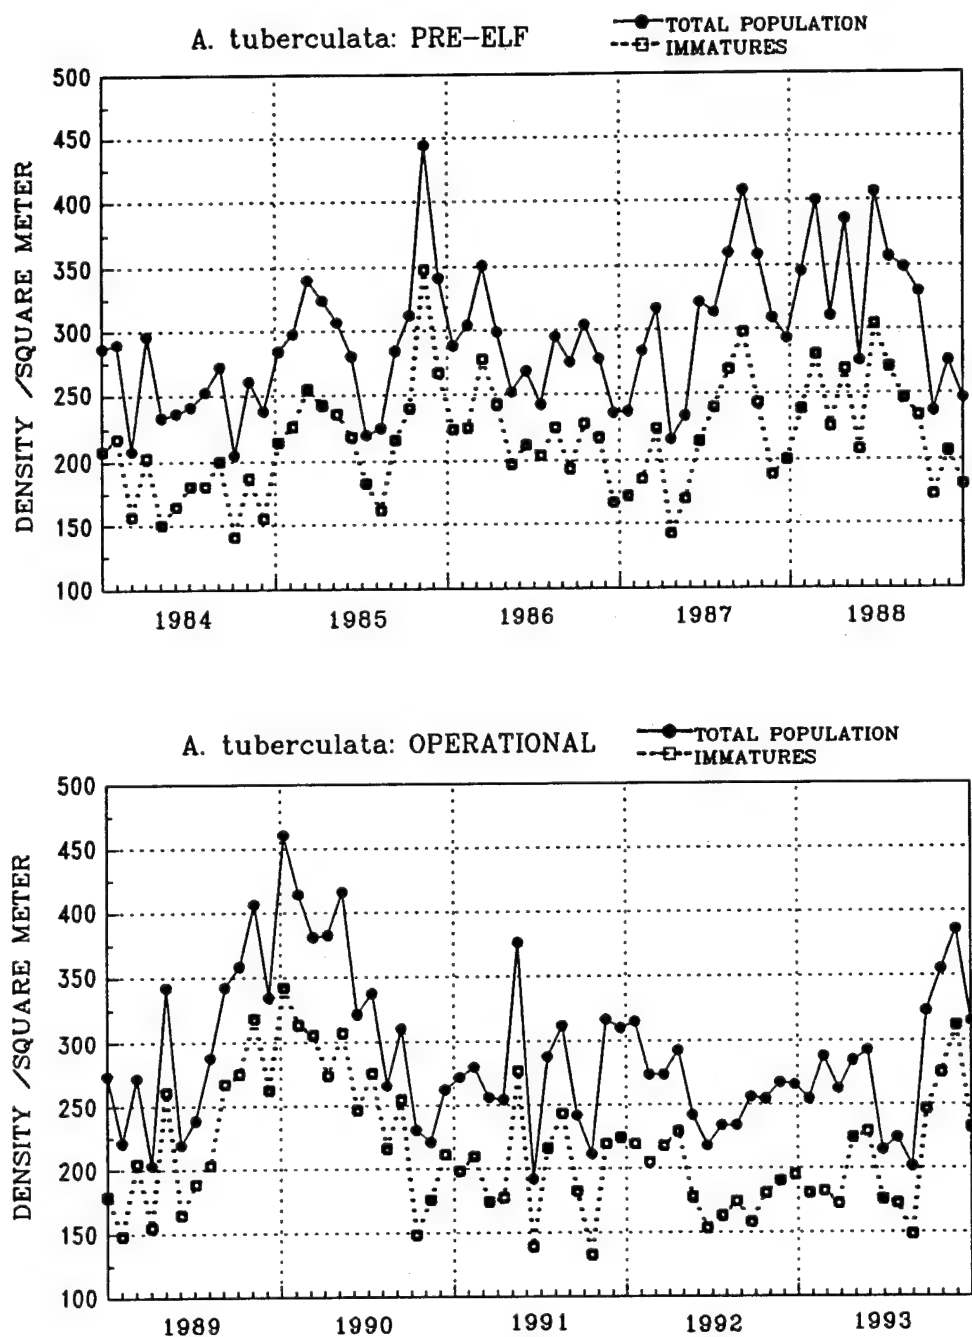 A. tuberculata: PRE-ELF
TOTAL POPULATION
IMMATURES
DENSITY /SQUARE METER
500
450
400
350
300
250
200
150
100
1984 1985 1986 1987 1988
A. tuberculata: OPERATIONAL
TOTAL POPULATION
IMMATURES
DENSITY /SQUARE METER
500
450
400
350
300
250
200
150
100
1989 1990 1991 1992 1993